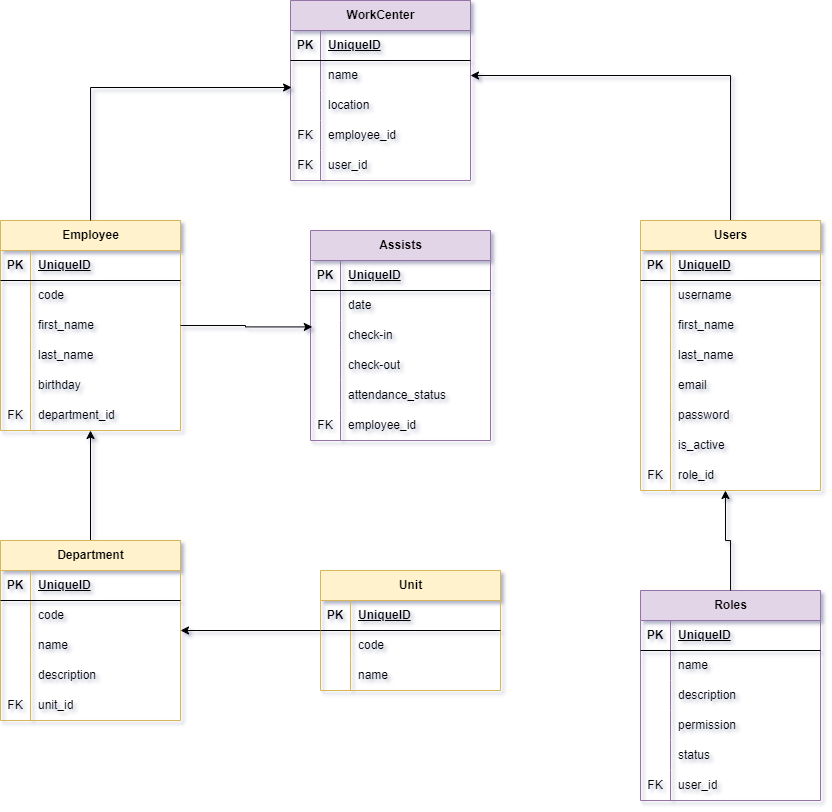 WorkCenter
PK UniqueID
name
location
FK employee_id
FK user_id
Employee
PK UniqueID
code
first_name
last_name
birthday
FK department_id
Assists
PK UniqueID
date
check-in
check-out
attendance_status
FK employee_id
Users
PK UniqueID
username
first_name
last_name
email
password
is_active
FK role_id
Department
PK UniqueID
code
name
description
FK unit_id
Unit
PK UniqueID
code
name
Roles
PK UniqueID
name
description
permission
status
FK user_id